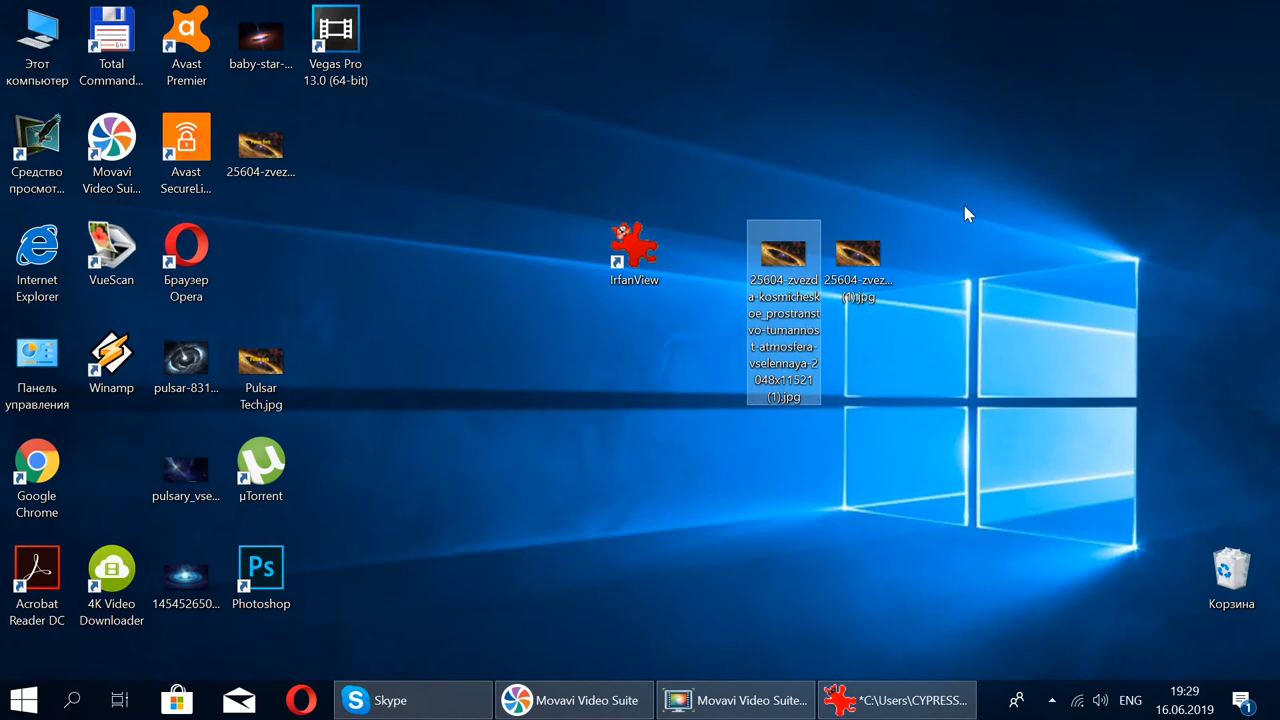 Этот
компьютер
Total
Command...
Avast
Premier
baby-star-...
Vegas Pro
13.0 (64-bit)
Средство
просмот...
Movavi
Video Sui...
Avast
SecureLi...
25604-zvez...
Internet
Explorer
VueScan
Браузер
Opera
IrfanView
25604-zvezd
a-kosmichesk
oe_prostranst
vo-tumannos
t-atmosfera-
vselennaya-2
048x11521
(1).jpg
25604-zvez...
(1).jpg
Панель
управления
Winamp
pulsar-831...
Pulsar
Tech.jpg
Google
Chrome
pulsary_vse...
µTorrent
Acrobat
Reader DC
4K Video
Downloader
145452650...
Ps
Photoshop
Корзина
Skype
Movavi Video Suite
Movavi Video Suite...
*C:\Users\CYPRESS...
ENG
19:29
16.06.2019
1